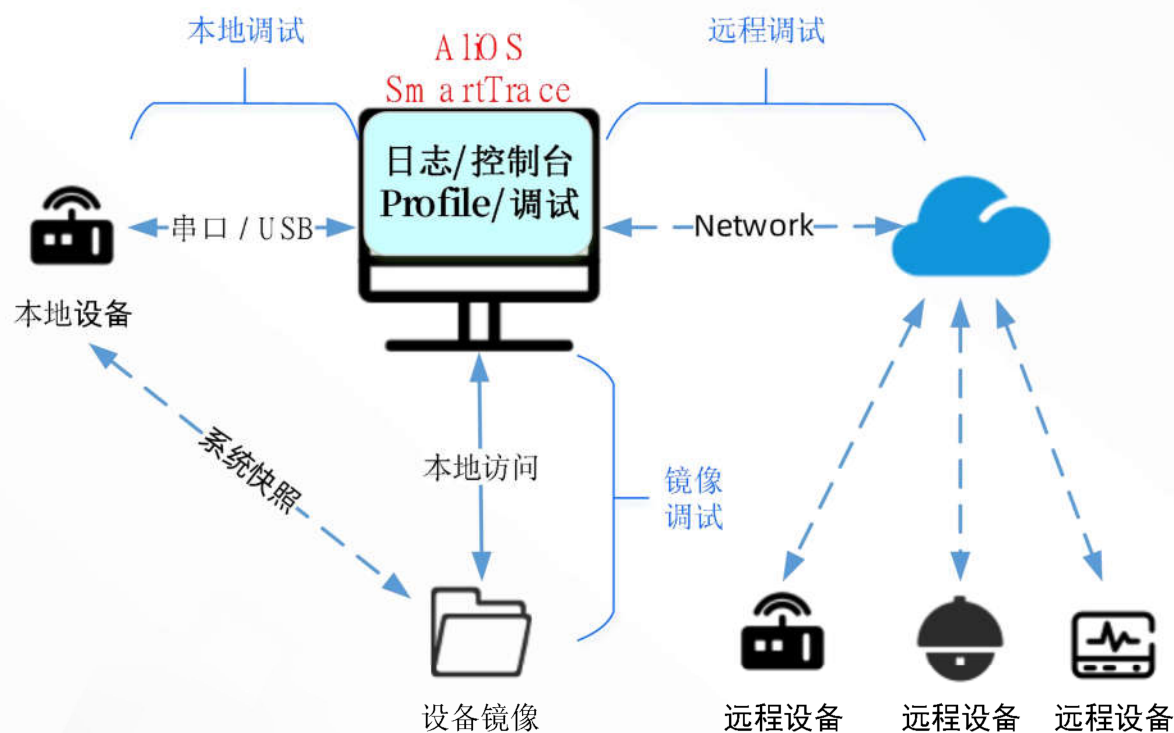 本地调试
远程调试
AliOS
SmartTrace
日志/控制台
Profile/调试
串口 / USB
Network
本地设备
系统快照
本地访问
镜像
调试
设备镜像
远程设备
远程设备
远程设备